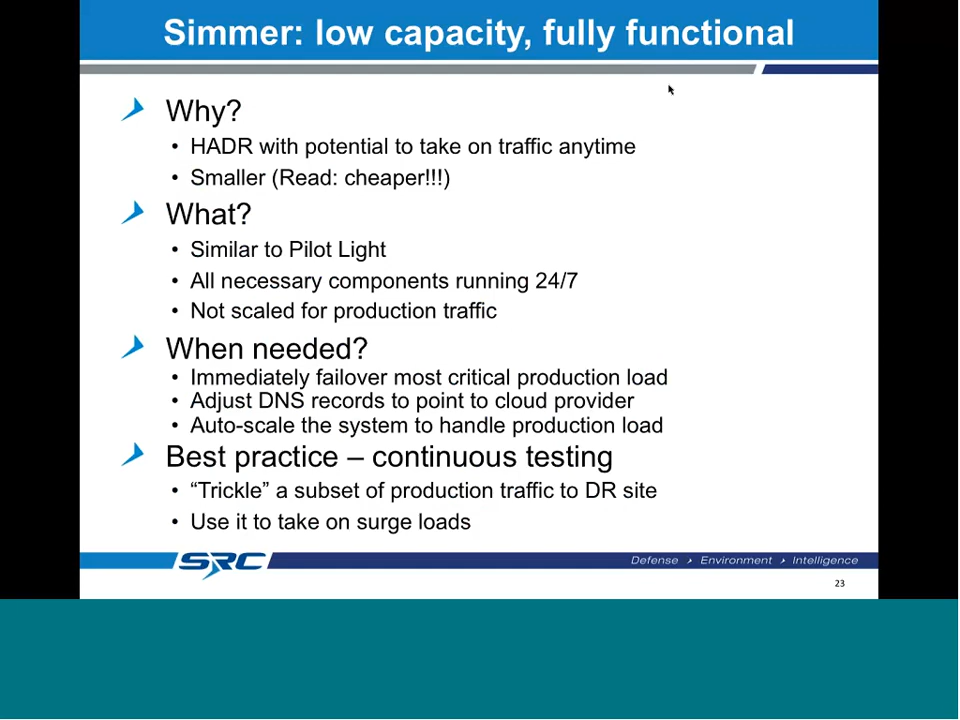 Simmer: low capacity, fully functional
Why?
• HADR with potential to take on traffic anytime
• Smaller (Read: cheaper!!!)
What?
• Similar to Pilot Light
• All necessary components running 24/7
• Not scaled for production traffic
When needed?
• Immediately failover most critical production load
• Adjust DNS records to point to cloud provider
• Auto-scale the system to handle production load
Best practice – continuous testing
• “Trickle” a subset of production traffic to DR site
• Use it to take on surge loads
SRC
Defense Environment Intelligence
23